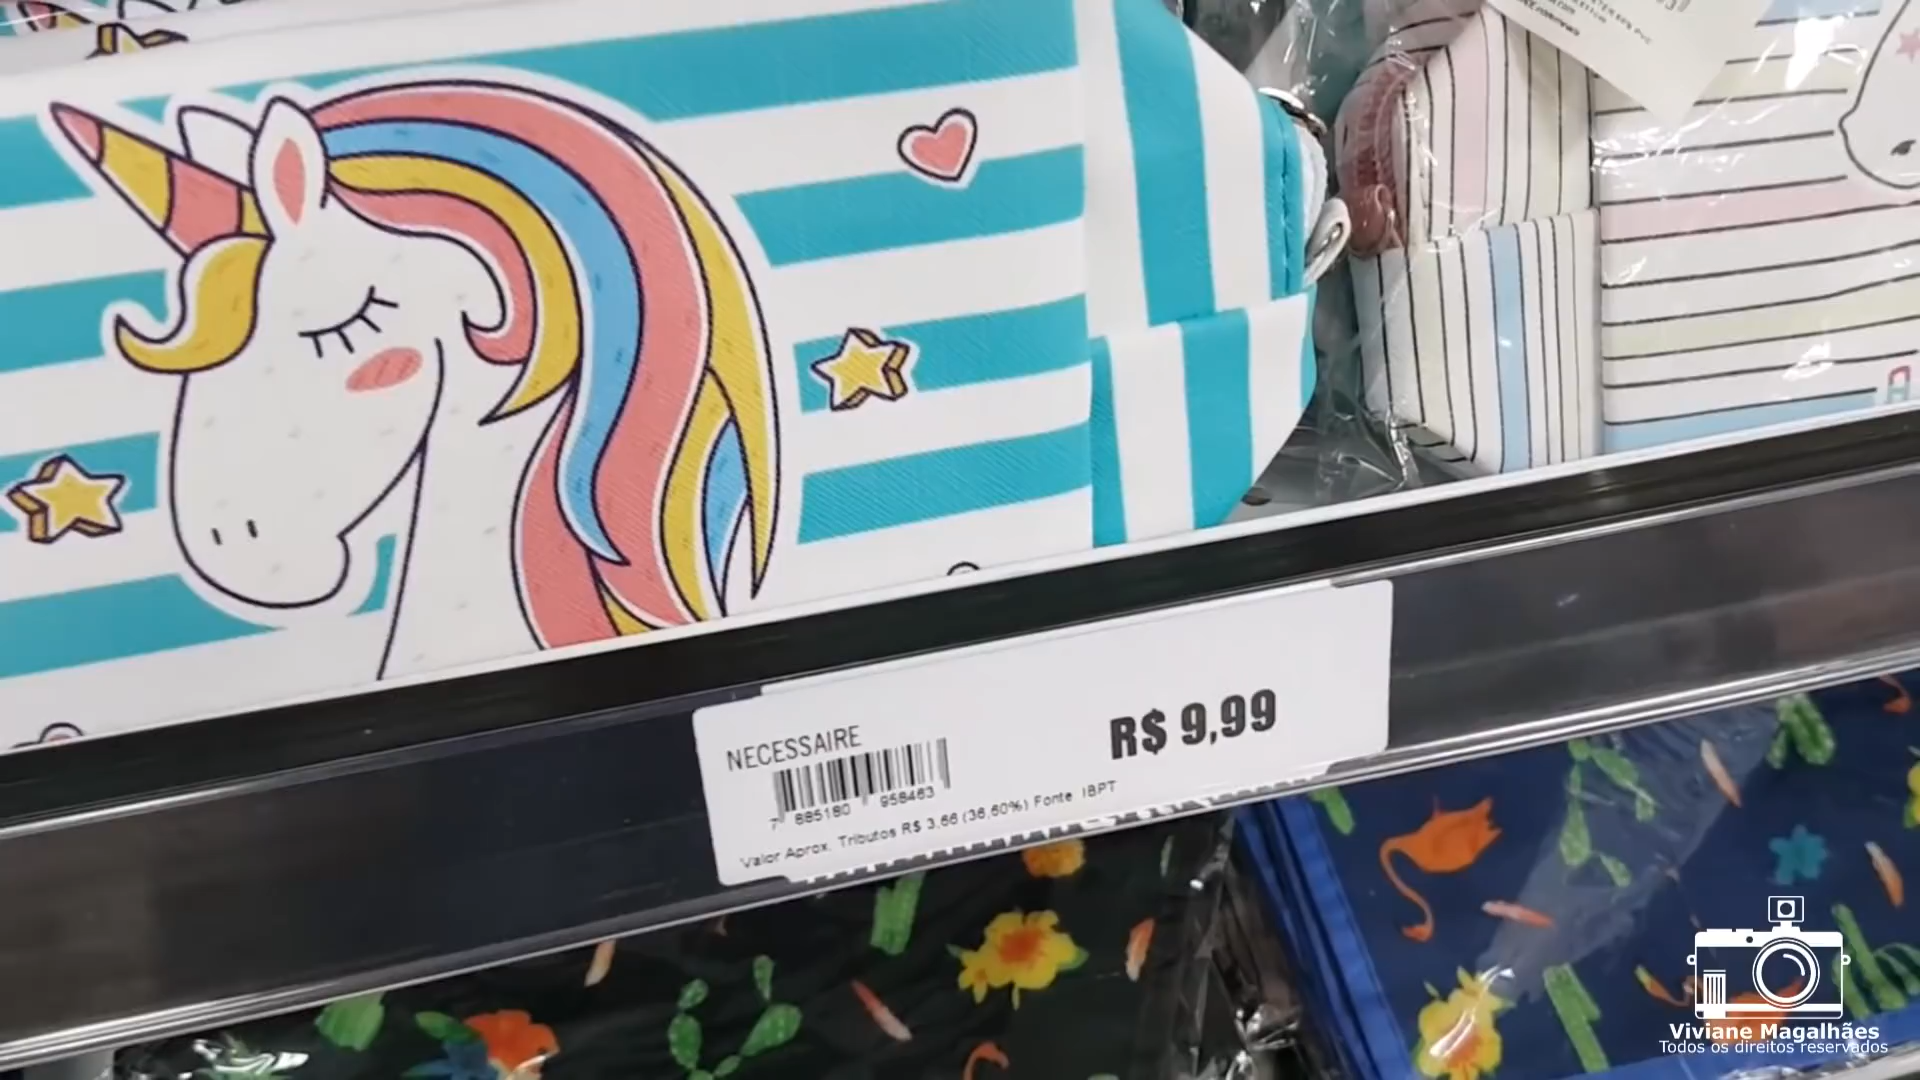 NECESSAIRE
R$ 9,99
7 885180 958463
Valor Aprox. Tributos R$ 3,66 (36,60%) Fonte IBPT
Viviane Magalhães
Todos os direitos reservados